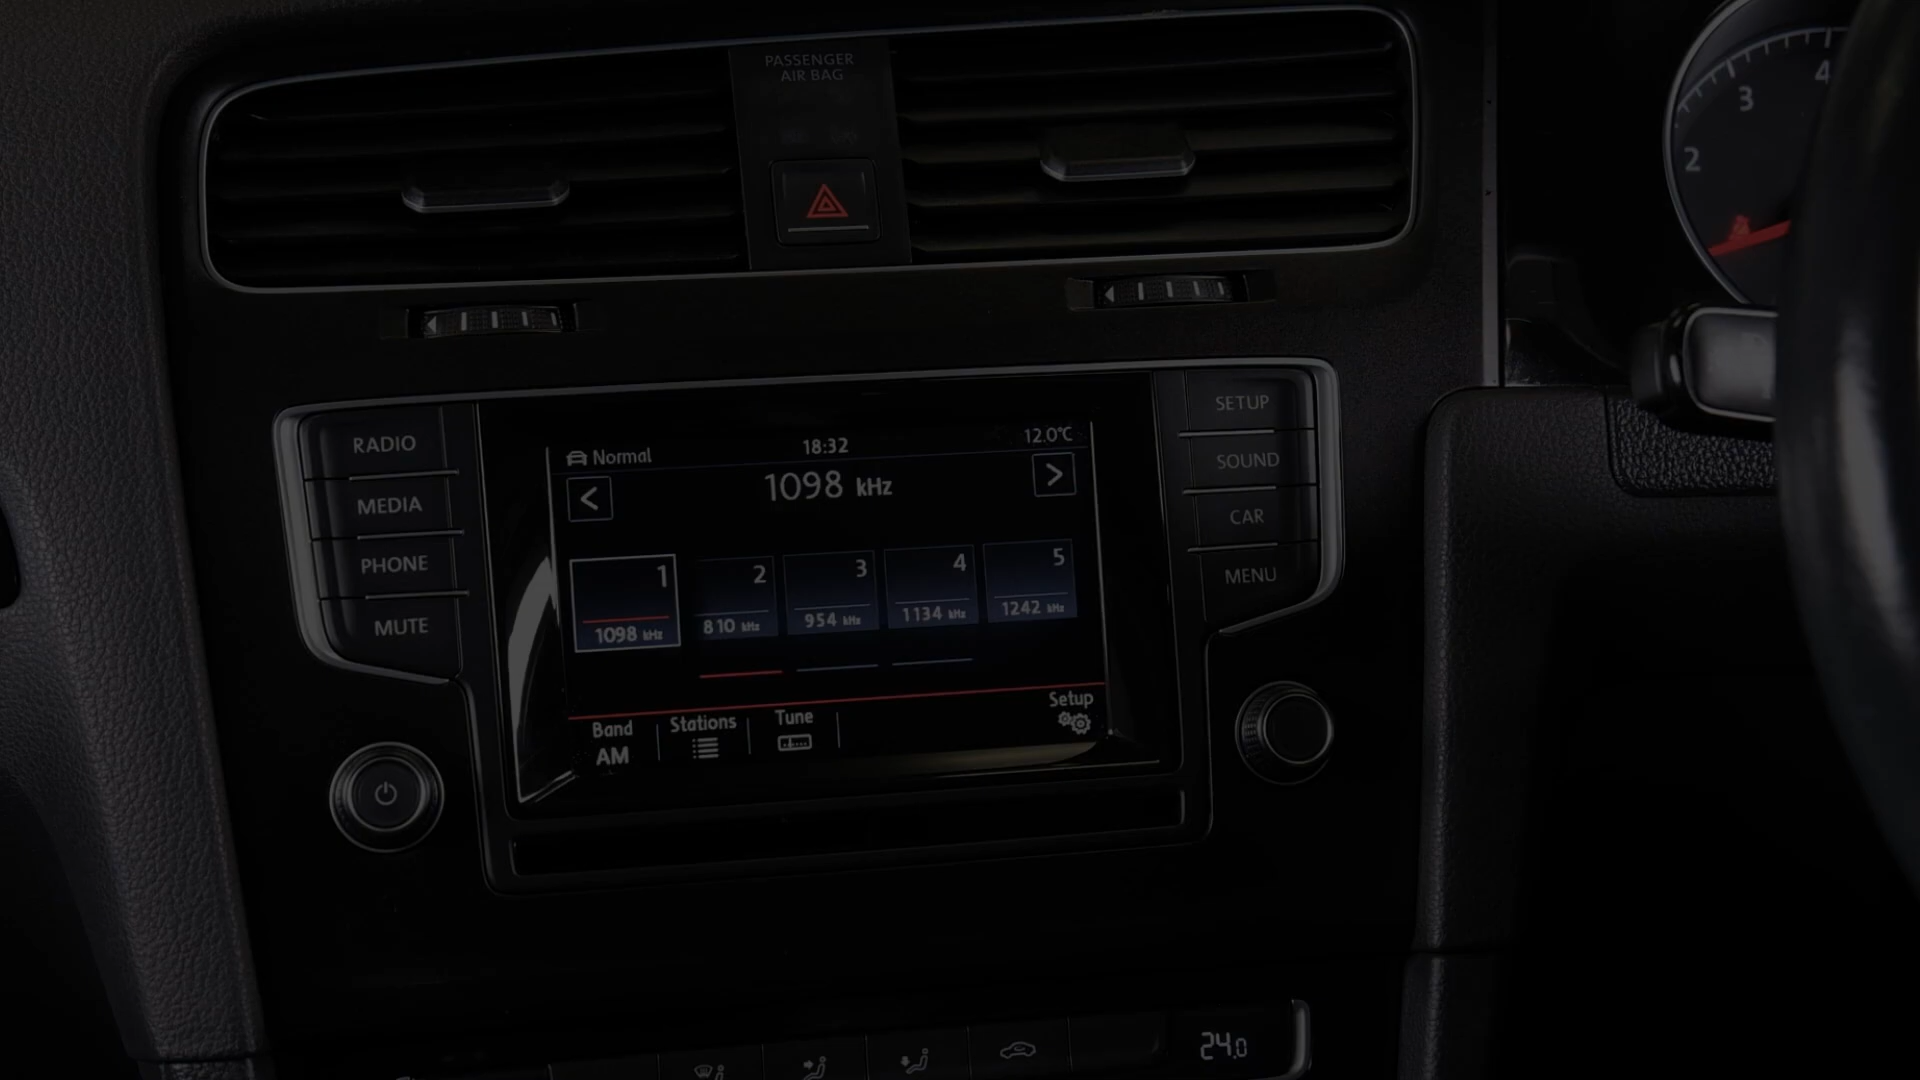 PASSENGER
AIR BAG
4
3
2
RADIO
MEDIA
PHONE
MUTE
Normal
18:32
12.0°C
1098 kHz
1
2
3
4
5
1098 kHz
810 kHz
954 kHz
1134 kHz
1242 kHz
Band
AM
Stations
Tune
Setup
SETUP
SOUND
CAR
MENU
24.0